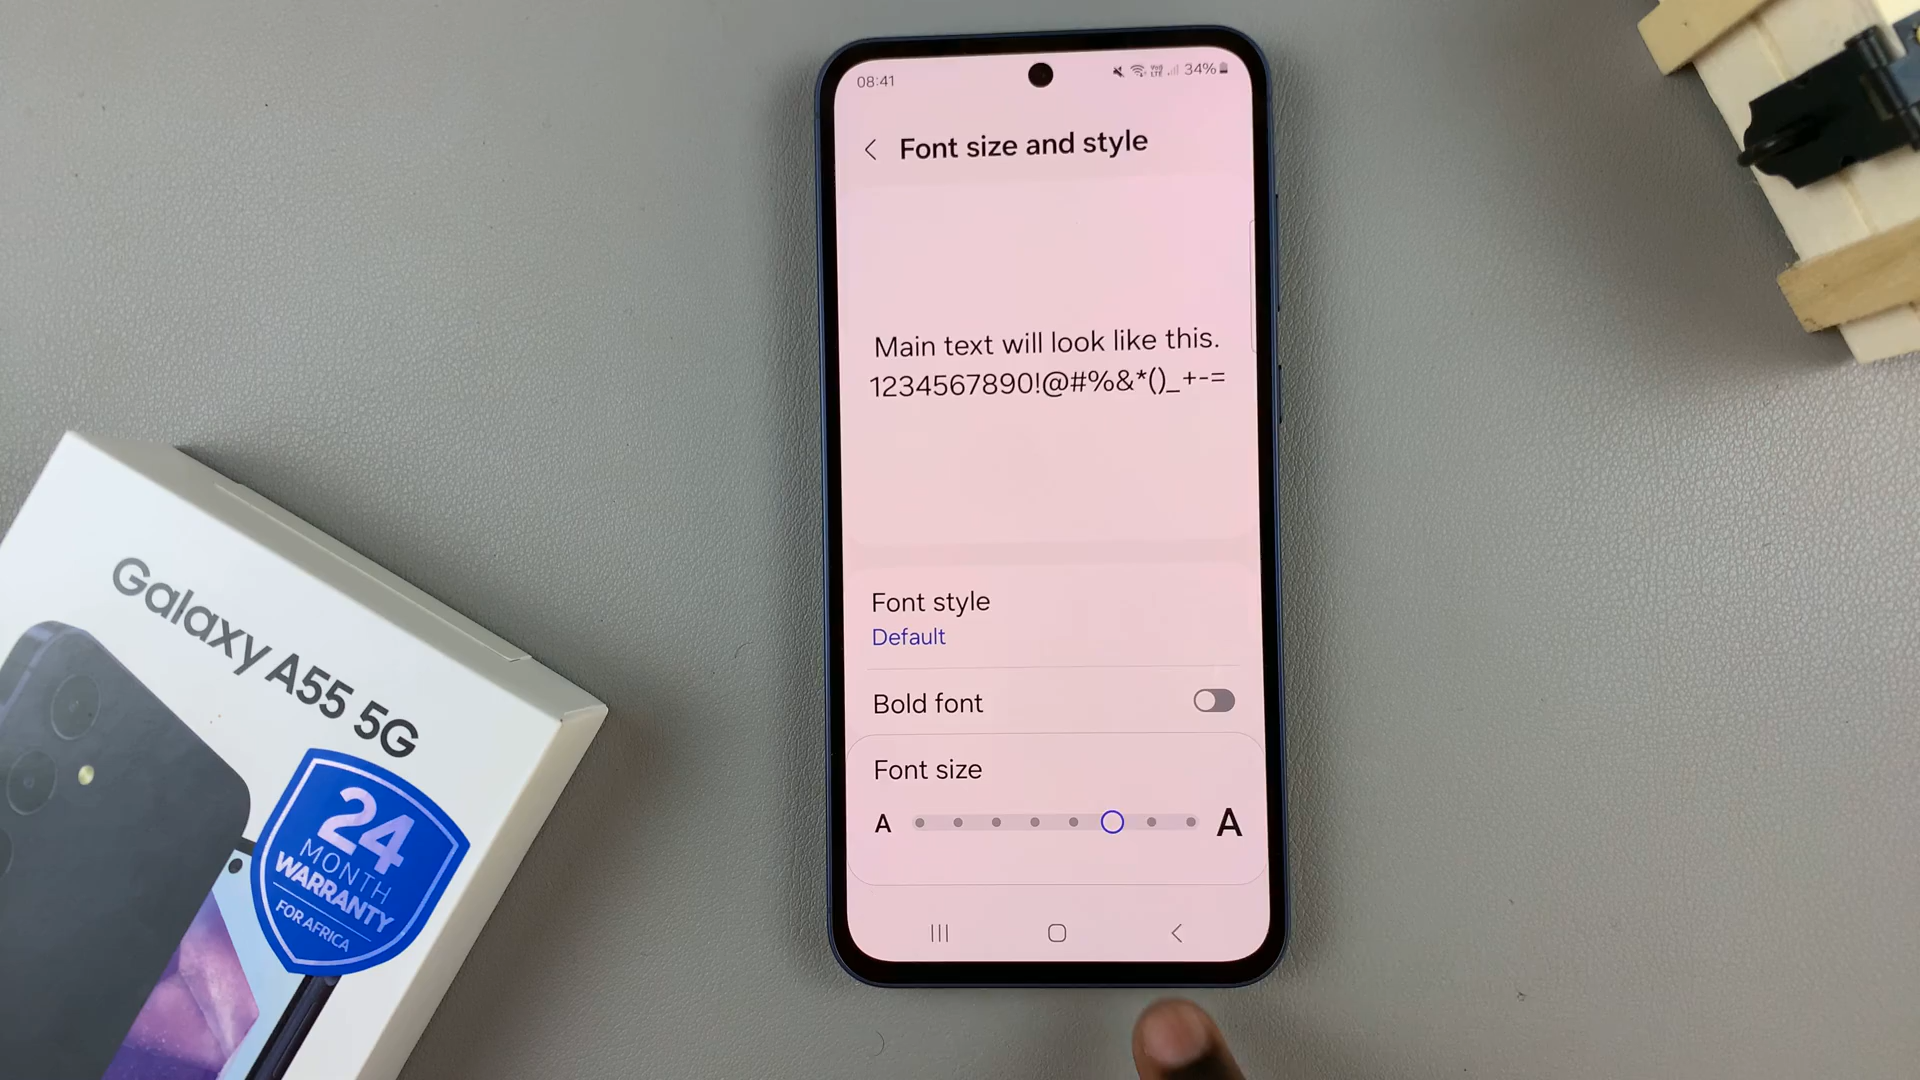 08:41
34%
Font size and style
Main text will look like this.
1234567890!@#%&*()_+-=
Font style
Default
Bold font
Font size
A A
Galaxy A55 5G
24
MONTH
WARRANTY
FOR AFRICA